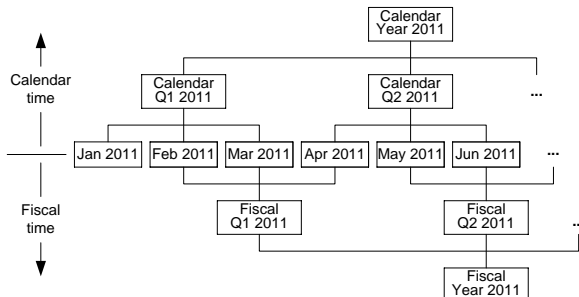 Calendar
Year 2011
Calendar
time
Calendar
Q1 2011
Calendar
Q2 2011
...
Jan 2011
Feb 2011
Mar 2011
Apr 2011
May 2011
Jun 2011
...
Fiscal
time
Fiscal
Q1 2011
Fiscal
Q2 2011
..
Fiscal
Year 2011